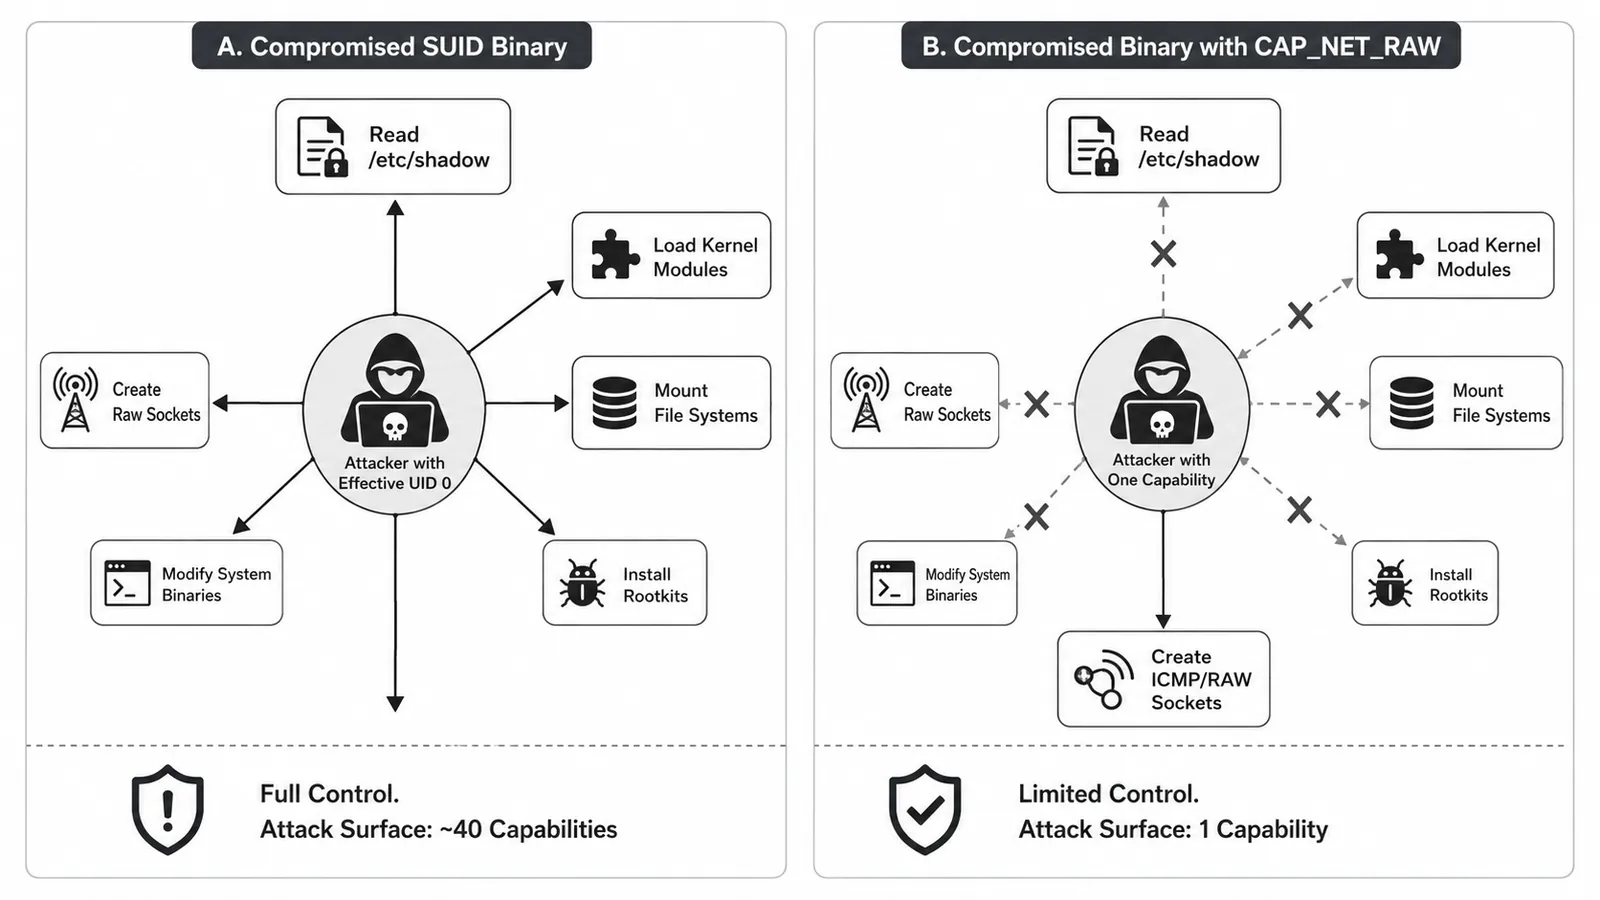 A. Compromised SUID Binary
Read
/etc/shadow
Load Kernel
Modules
Create
Raw Sockets
Attacker with
Effective UID 0
Mount
File Systems
Modify System
Binaries
Install
Rootkits
Full Control.
Attack Surface: ~40 Capabilities
B. Compromised Binary with CAP_NET_RAW
Read
/etc/shadow
Load Kernel
Modules
Create
Raw Sockets
Attacker with
One Capability
Mount
File Systems
Modify System
Binaries
Install
Rootkits
Create
ICMP/RAW
Sockets
Limited Control.
Attack Surface: 1 Capability